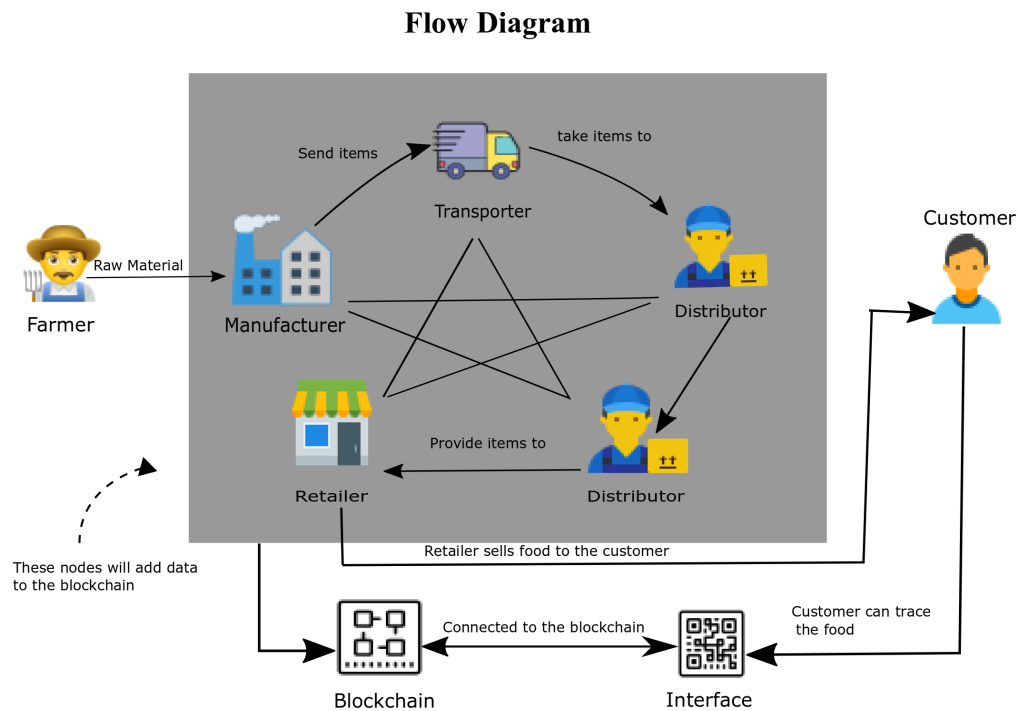 Flow Diagram
Send items
take items to
Transporter
Customer
Raw Material
Farmer
Manufacturer
Distributor
Provide items to
Retailer
Distributor
Retailer sells food to the customer
These nodes will add data
to the blockchain
Connected to the blockchain
Customer can trace
the food
Blockchain
Interface